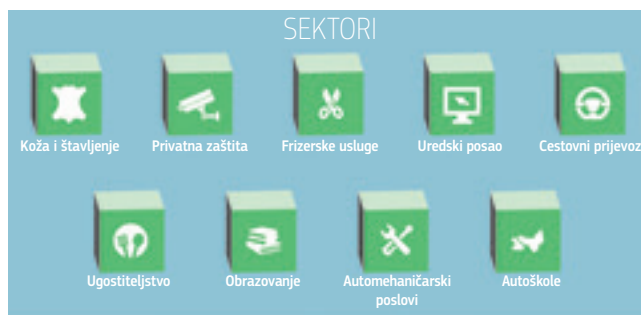 SEKTORI
Koža i štavljenje
Privatna zaštita
Frizerske usluge
Uredski posao
Cestovni prijevoz
Ugostiteljstvo
Obrazovanje
Automehaničarski
poslovi
Autoškole